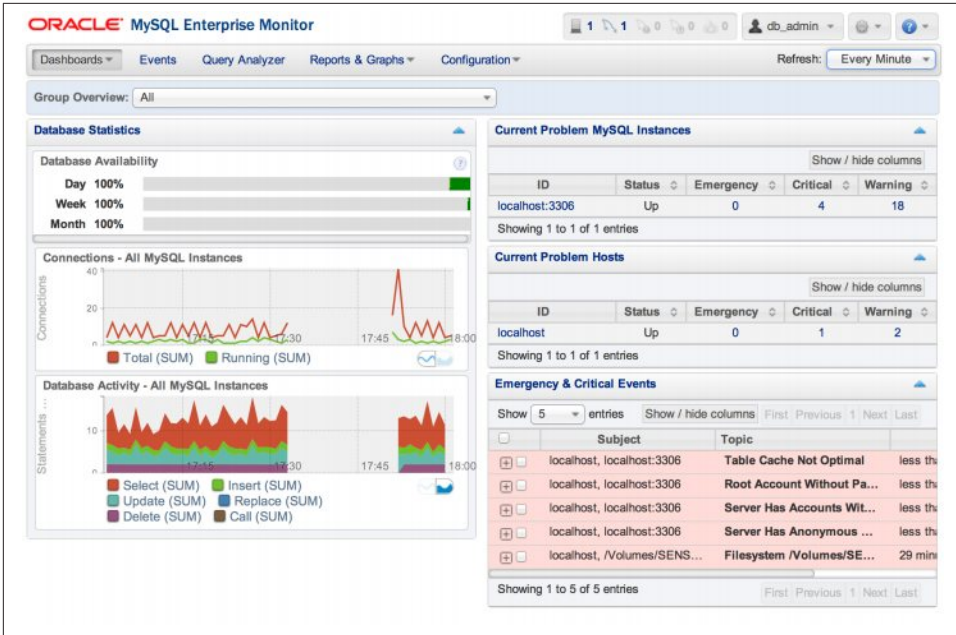 ORACLE MySQL Enterprise Monitor
1 1 0 0 0 db_admin
Dashboards Events Query Analyzer Reports & Graphs Configuration Refresh: Every Minute
Group Overview: All
Database Statistics
Database Availability
Day 100%
Week 100%
Month 100%
Connections - All MySQL Instances
Connections
40
20
0
17:15 17:30 17:45 18:00
Total (SUM) Running (SUM)
Database Activity - All MySQL Instances
Statements ...
10
0
17:15 17:30 17:45 18:00
Select (SUM) Insert (SUM)
Update (SUM) Replace (SUM)
Delete (SUM) Call (SUM)
Current Problem MySQL Instances
Show / hide columns
ID Status Emergency Critical Warning
localhost:3306 Up 0 4 18
Showing 1 to 1 of 1 entries
Current Problem Hosts
Show / hide columns
ID Status Emergency Critical Warning
localhost Up 0 1 2
Showing 1 to 1 of 1 entries
Emergency & Critical Events
Show 5 entries Show / hide columns First Previous 1 Next Last
Subject Topic
localhost, localhost:3306 Table Cache Not Optimal less tha
localhost, localhost:3306 Root Account Without Pa... less tha
localhost, localhost:3306 Server Has Accounts Wit... less tha
localhost, localhost:3306 Server Has Anonymous ... less tha
localhost, /Volumes/SENS... Filesystem /Volumes/SE... 29 minu
Showing 1 to 5 of 5 entries First Previous 1 Next Last